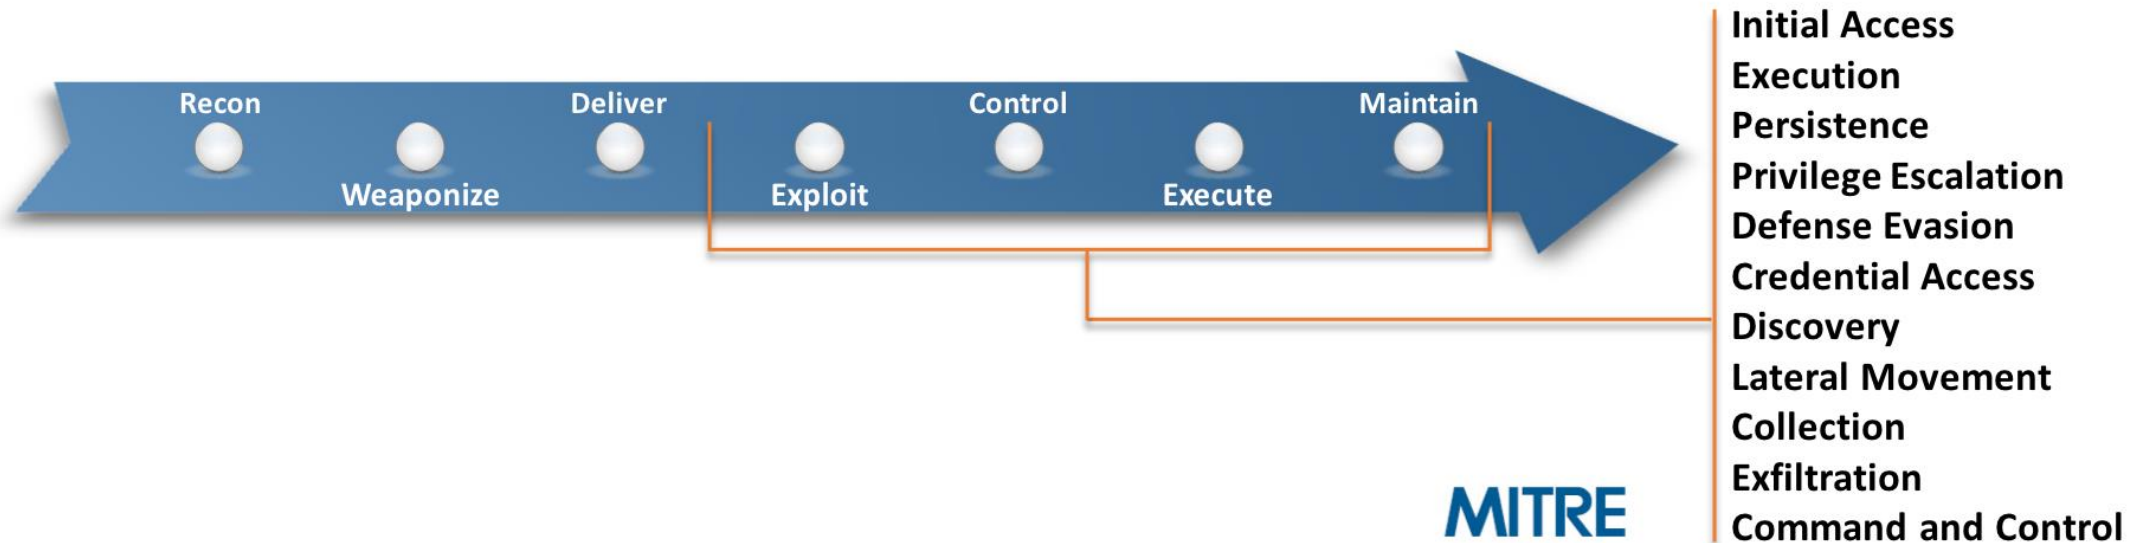 Recon
Weaponize
Deliver
Exploit
Control
Execute
Maintain
Initial Access
Execution
Persistence
Privilege Escalation
Defense Evasion
Credential Access
Discovery
Lateral Movement
Collection
Exfiltration
Command and Control
MITRE